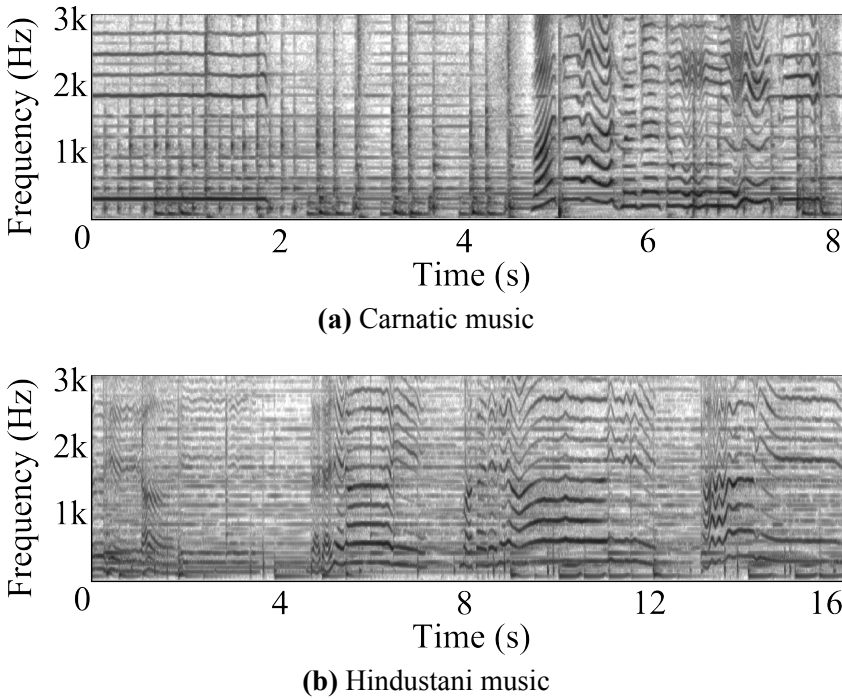 3k
2k
1k
Frequency (Hz)
0 2 4 6 8
Time (s)
(a) Carnatic music
3k
2k
1k
Frequency (Hz)
0 4 8 12 16
Time (s)
(b) Hindustani music